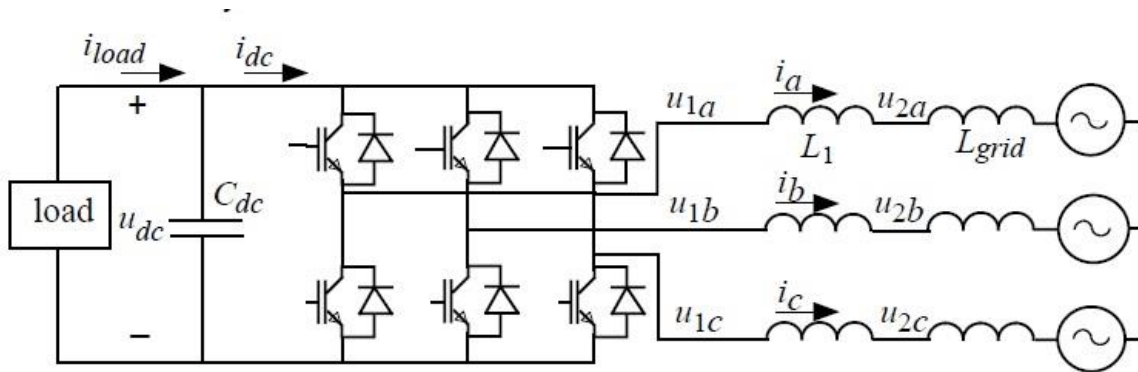 i_load
i_dc
+
load
u_dc
C_dc
−
u_1a
i_a
L_1
u_2a
L_grid
u_1b
i_b
u_2b
u_1c
i_c
u_2c